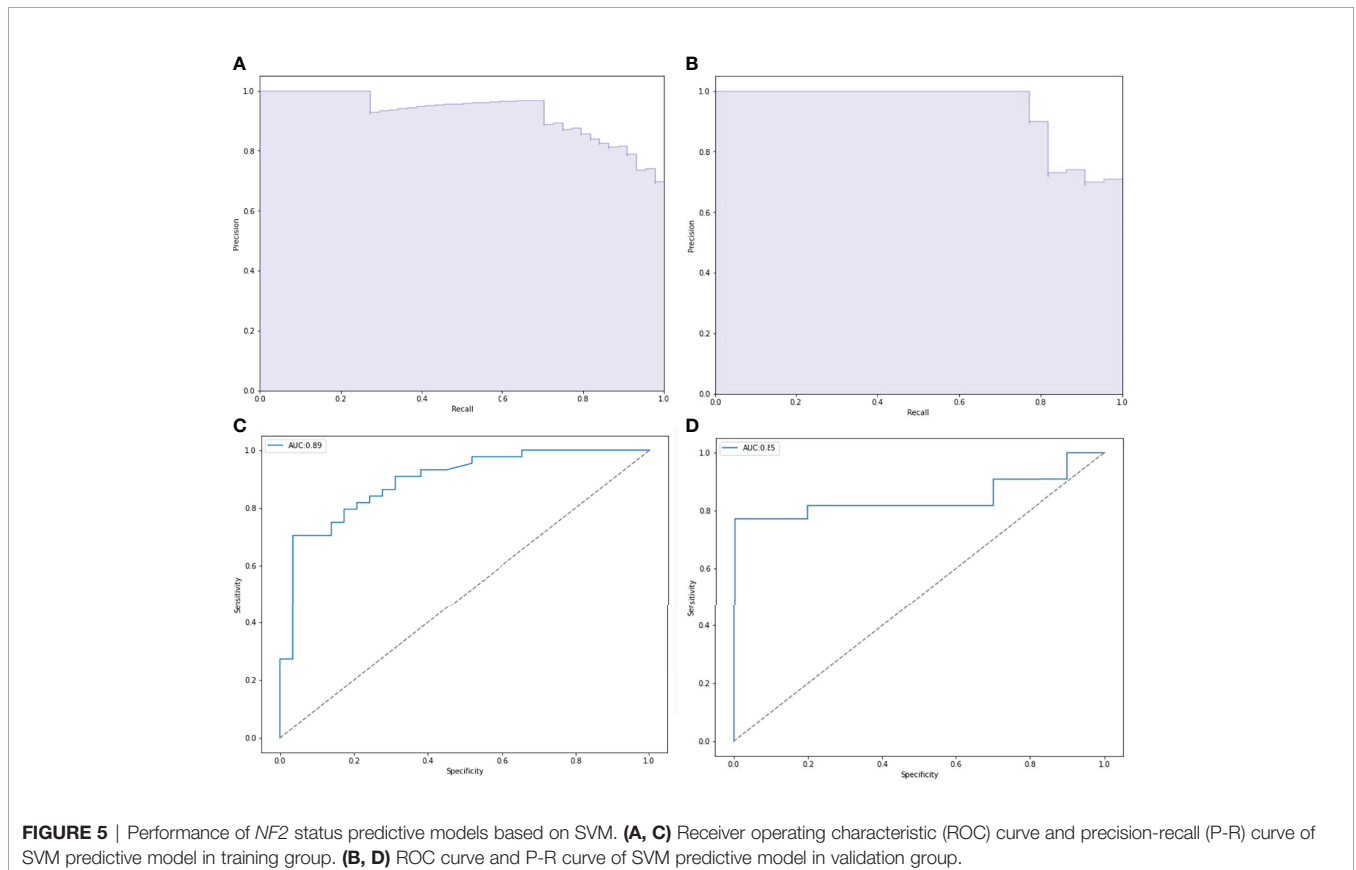 A
1.0
0.8
0.6
0.4
0.2
0.0
Precision
0.0 0.2 0.4 0.6 0.8 1.0
Recall
B
1.0
0.8
0.6
0.4
0.2
0.0
Precision
0.0 0.2 0.4 0.6 0.8 1.0
Recall
C
AUC:0.89
1.0
0.8
0.6
0.4
0.2
0.0
Sensitivity
0.0 0.2 0.4 0.6 0.8 1.0
Specificity
D
AUC:0.85
1.0
0.8
0.6
0.4
0.2
0.0
Sensitivity
0.0 0.2 0.4 0.6 0.8 1.0
Specificity
FIGURE 5 | Performance of NF2 status predictive models based on SVM. (A, C) Receiver operating characteristic (ROC) curve and precision-recall (P-R) curve of
SVM predictive model in training group. (B, D) ROC curve and P-R curve of SVM predictive model in validation group.